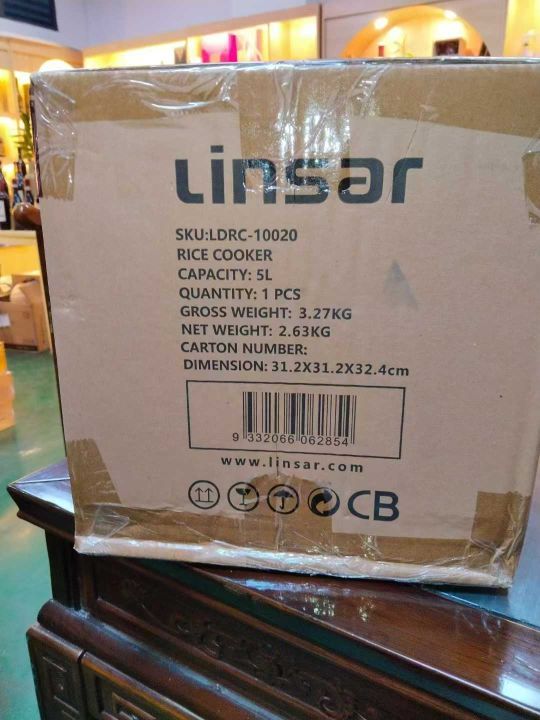 Linsar
SKU:LDRC-10020
RICE COOKER
CAPACITY: 5L
QUANTITY: 1 PCS
GROSS WEIGHT: 3.27KG
NET WEIGHT: 2.63KG
CARTON NUMBER:
DIMENSION: 31.2X31.2X32.4cm
9 332066 062854
www.linsar.com
CB